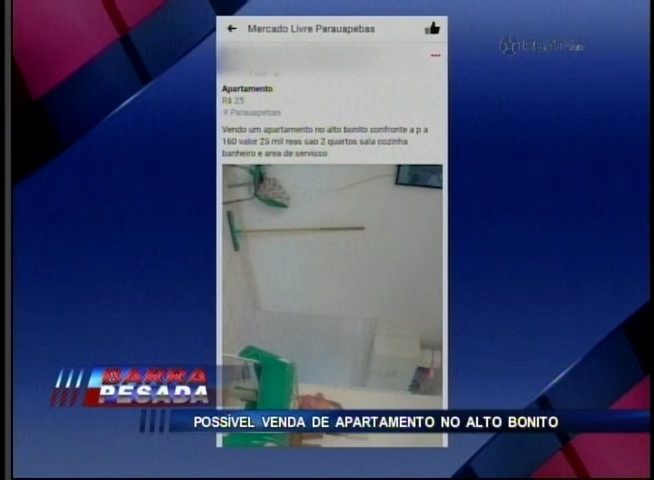 Mercado Livre Parauapebas
Apartamento
R$ 25
Parauapebas
Vendo um apartamento no alto bonito confronte a p a
160 valor 25 mil reas sao 2 quartos sala cozinha
banheiro e area de servisso
BARRA
PESADA
POSSÍVEL VENDA DE APARTAMENTO NO ALTO BONITO